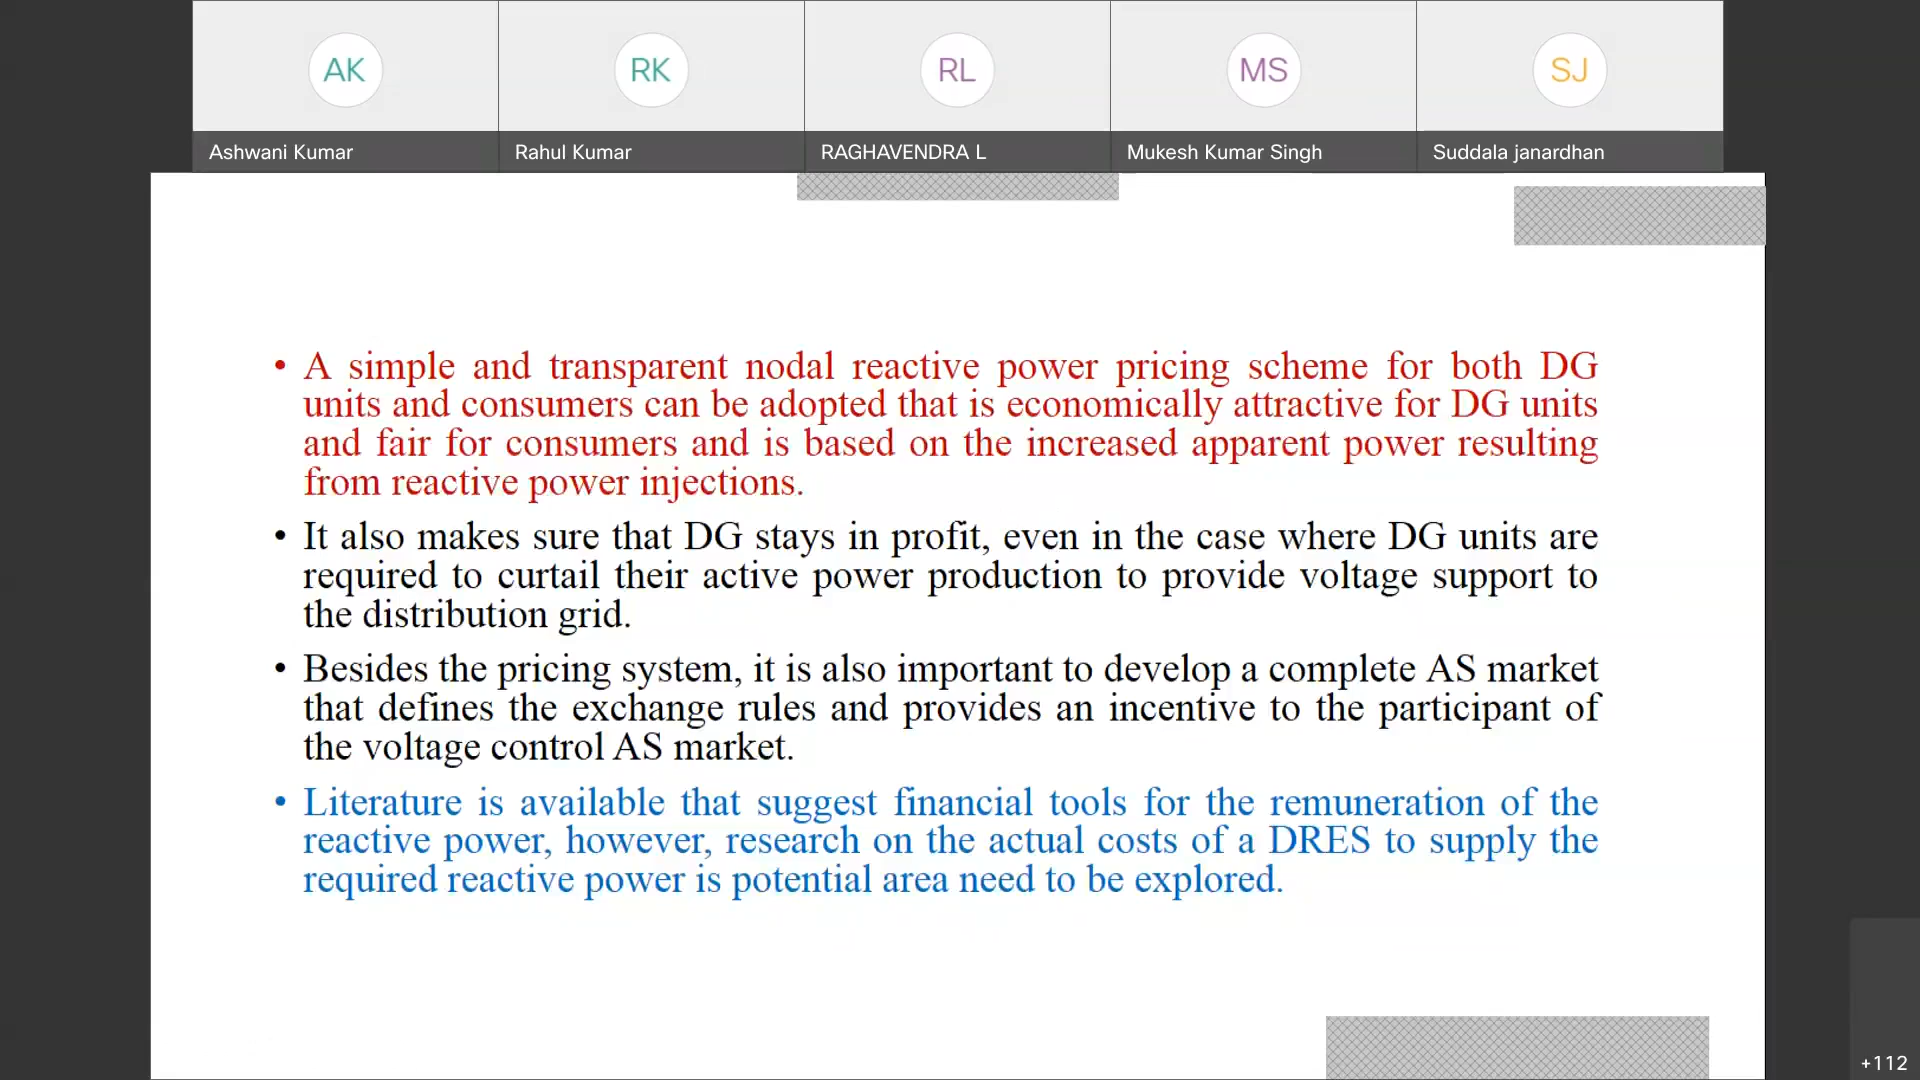 AK
RK
RL
MS
SJ
Ashwani Kumar
Rahul Kumar
RAGHAVENDRA L
Mukesh Kumar Singh
Suddala janardhan
• A simple and transparent nodal reactive power pricing scheme for both DG
units and consumers can be adopted that is economically attractive for DG units
and fair for consumers and is based on the increased apparent power resulting
from reactive power injections.
• It also makes sure that DG stays in profit, even in the case where DG units are
required to curtail their active power production to provide voltage support to
the distribution grid.
• Besides the pricing system, it is also important to develop a complete AS market
that defines the exchange rules and provides an incentive to the participant of
the voltage control AS market.
• Literature is available that suggest financial tools for the remuneration of the
reactive power, however, research on the actual costs of a DRES to supply the
required reactive power is potential area need to be explored.
+112